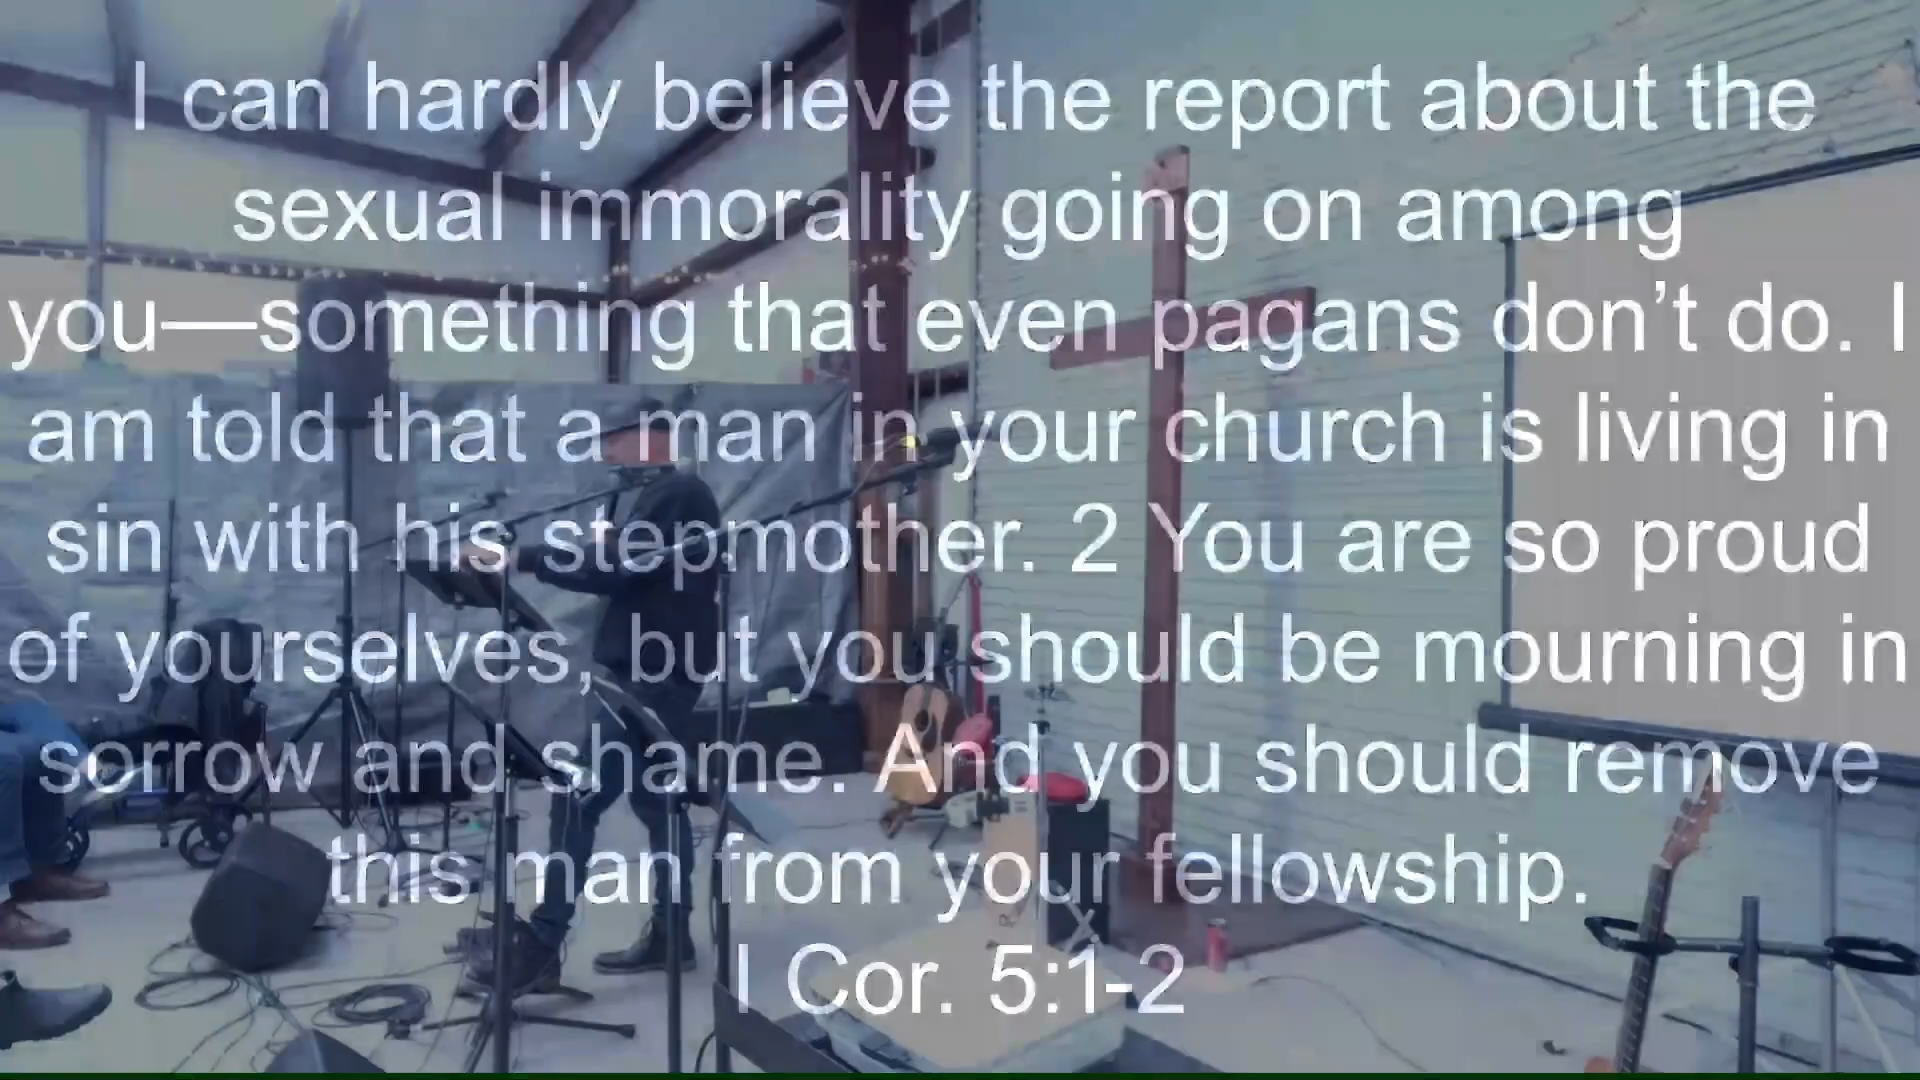 I can hardly believe the report about the
sexual immorality going on among
you—something that even pagans don’t do. I
am told that a man in your church is living in
sin with his stepmother. 2 You are so proud
of yourselves, but you should be mourning in
sorrow and shame. And you should remove
this man from your fellowship.
I Cor. 5:1-2